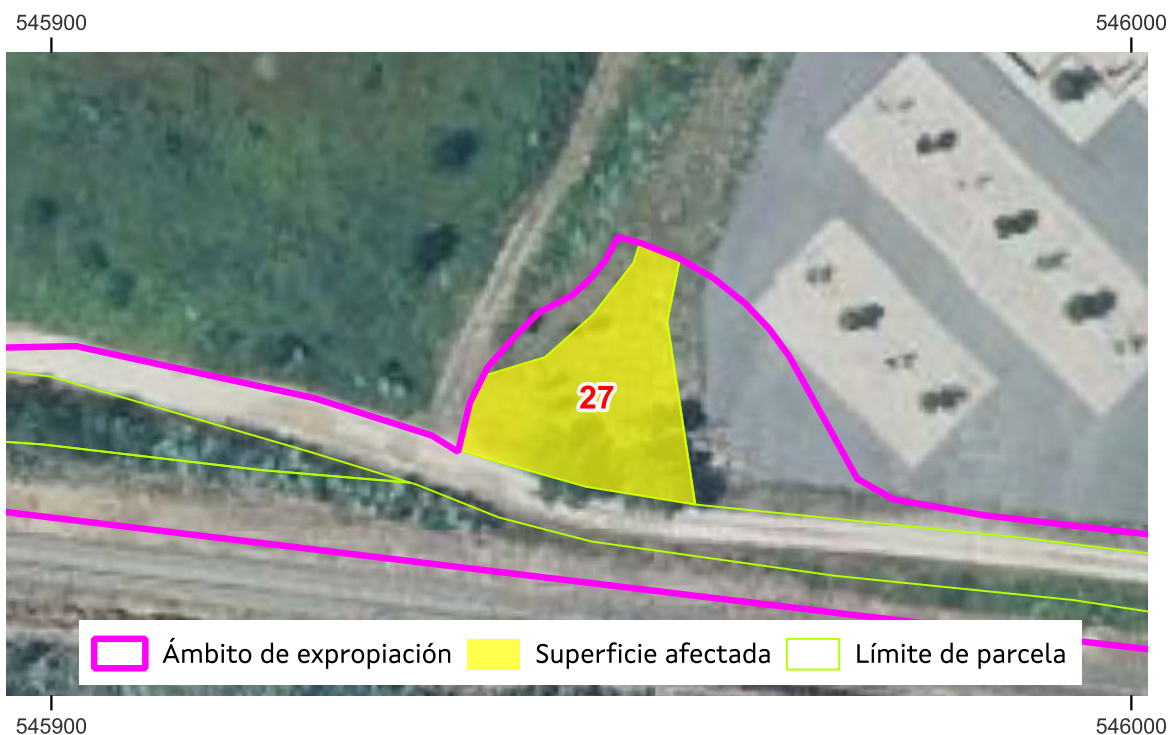 545900 546000
27
Ámbito de expropiación Superficie afectada Límite de parcela
545900 546000